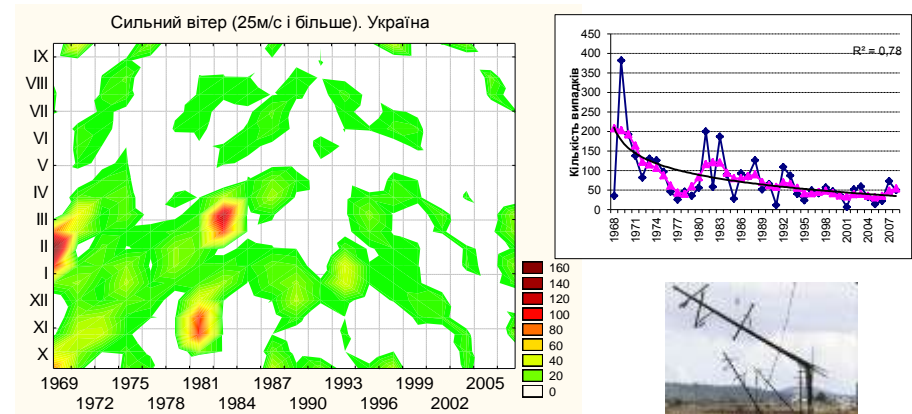 Сильний вітер (25м/с і більше). Україна
IX
VIII
VII
VI
V
IV
III
II
I
XII
XI
X
1969 1975 1981 1987 1993 1999 2005
1972 1978 1984 1990 1996 2002
160
140
120
100
80
60
40
20
0
Кількість випадків
450
400
350
300
250
200
150
100
50
0
R² = 0,78
1968 1971 1974 1977 1980 1983 1986 1989 1992 1995 1998 2001 2004 2007